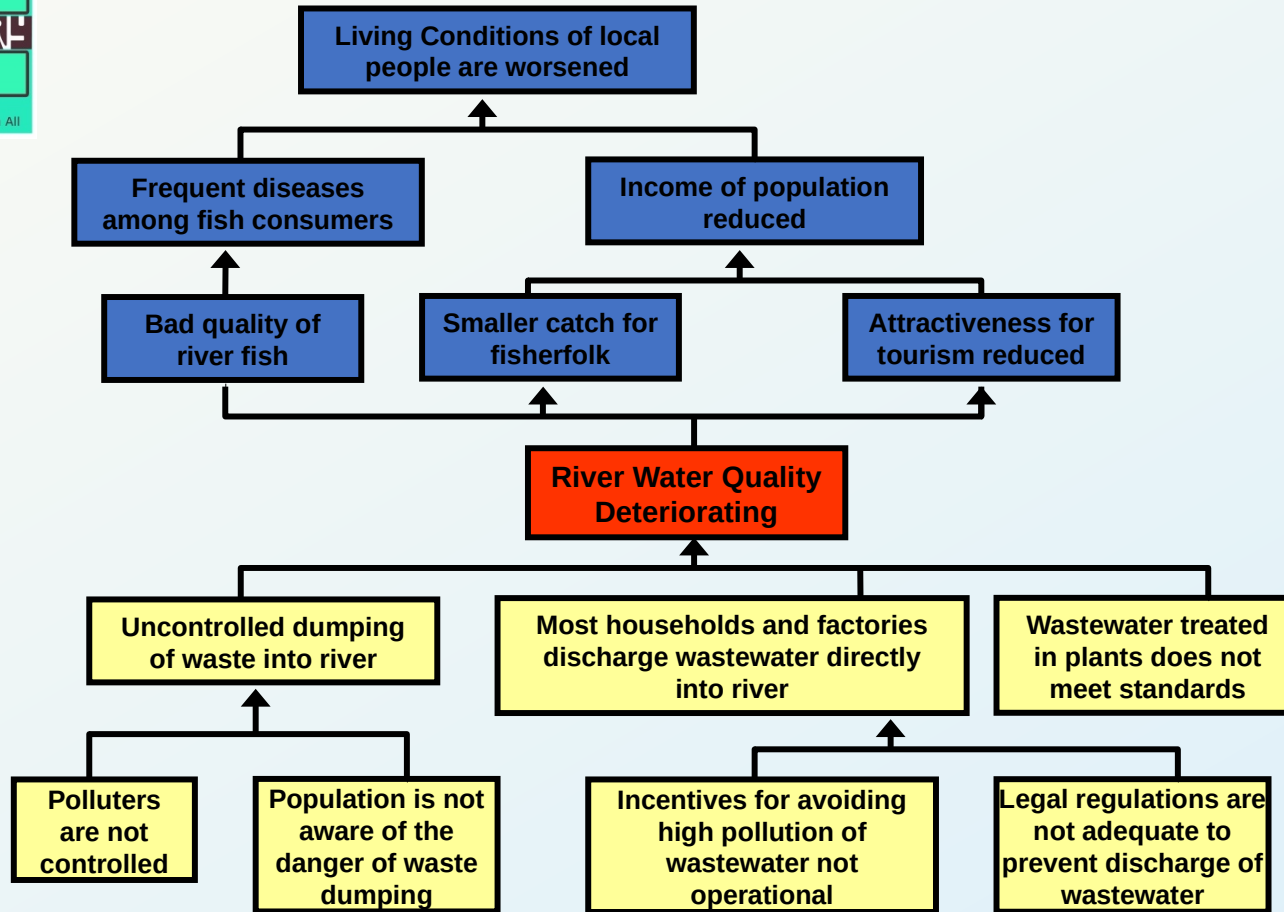 All
Living Conditions of local
people are worsened
Frequent diseases
among fish consumers
Income of population
reduced
Bad quality of
river fish
Smaller catch for
fisherfolk
Attractiveness for
tourism reduced
River Water Quality
Deteriorating
Uncontrolled dumping
of waste into river
Most households and factories
discharge wastewater directly
into river
Wastewater treated
in plants does not
meet standards
Polluters
are not
controlled
Population is not
aware of the
danger of waste
dumping
Incentives for avoiding
high pollution of
wastewater not
operational
Legal regulations are
not adequate to
prevent discharge of
wastewater